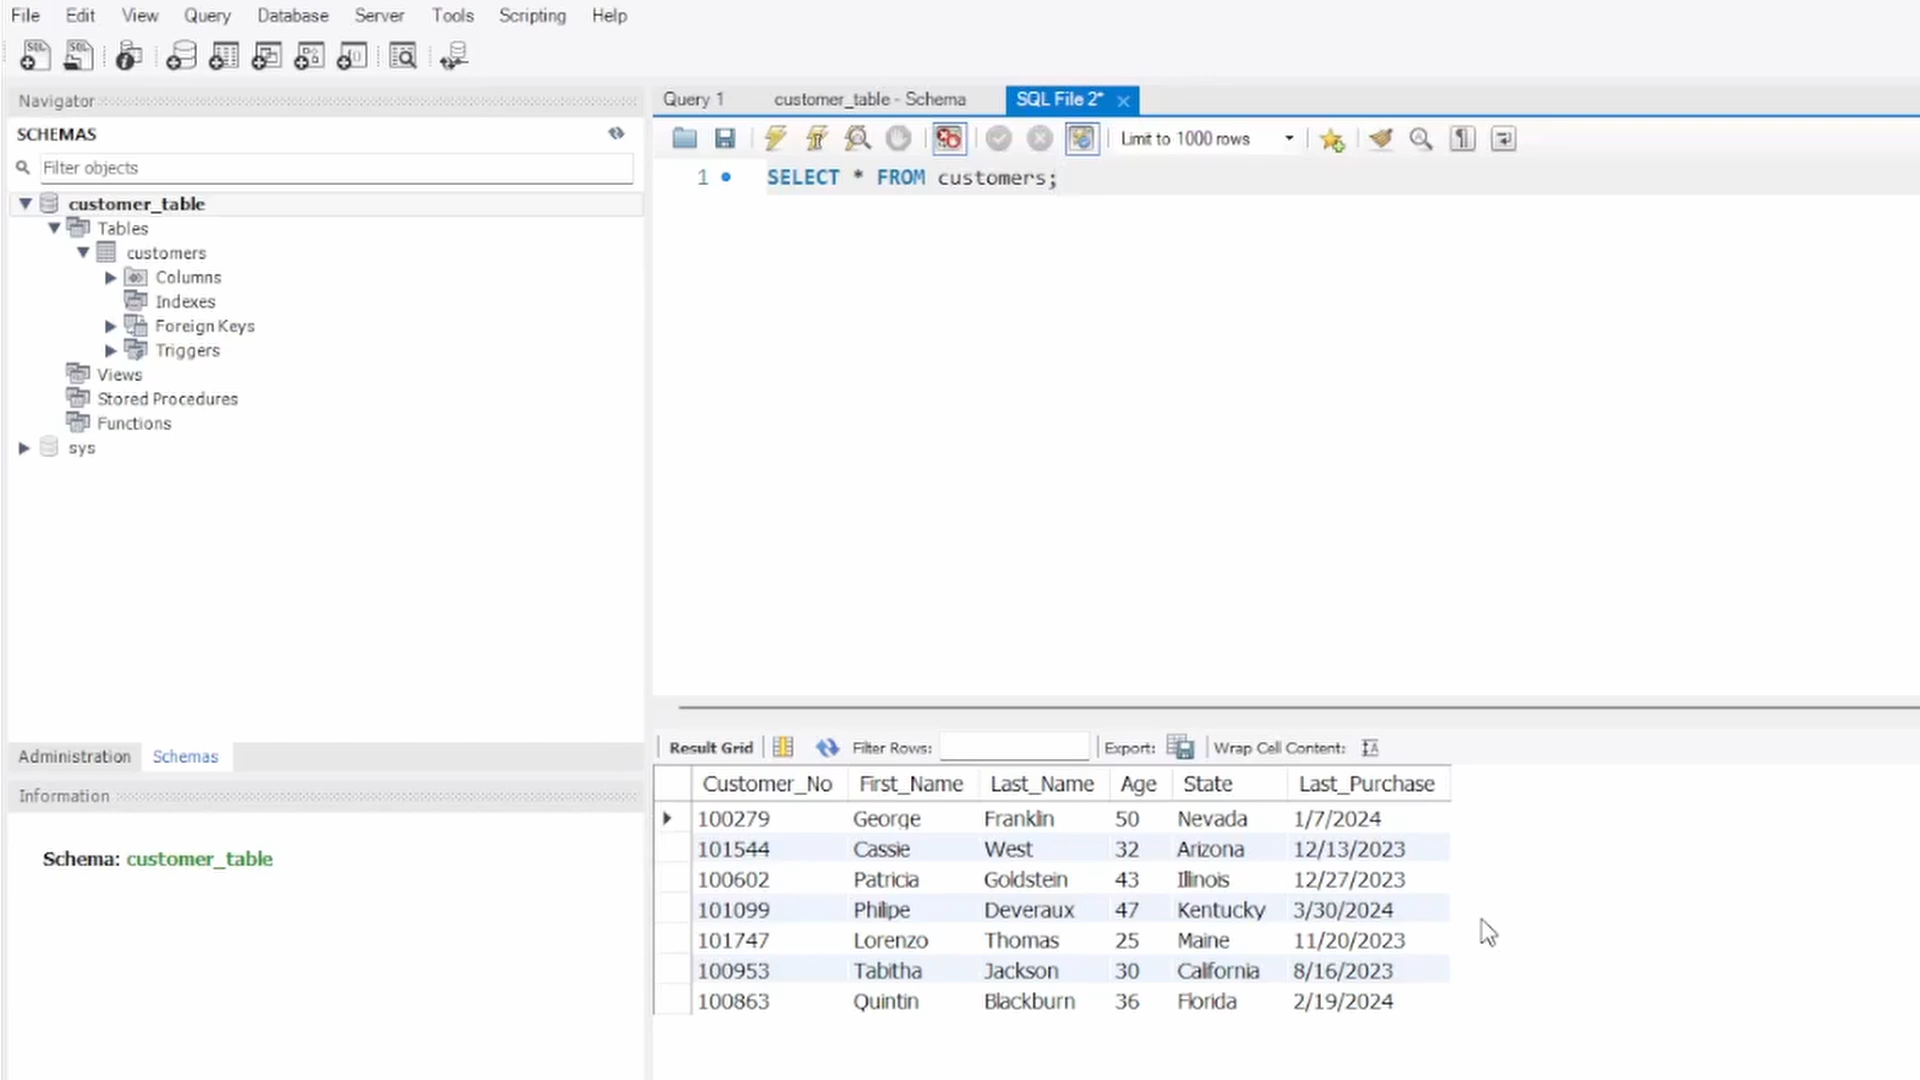 File Edit View Query Database Server Tools Scripting Help
SQL SQL
Navigator
SCHEMAS
Filter objects
customer_table
Tables
customers
Columns
Indexes
Foreign Keys
Triggers
Views
Stored Procedures
Functions
sys
Administration Schemas
Information
Schema: customer_table
Query 1 customer_table - Schema SQL File 2*
Limit to 1000 rows
1 SELECT * FROM customers;
Result Grid Filter Rows: Export: Wrap Cell Content:
Customer_No First_Name Last_Name Age State Last_Purchase
100279 George Franklin 50 Nevada 1/7/2024
101544 Cassie West 32 Arizona 12/13/2023
100602 Patricia Goldstein 43 Illinois 12/27/2023
101099 Philipe Deveraux 47 Kentucky 3/30/2024
101747 Lorenzo Thomas 25 Maine 11/20/2023
100953 Tabitha Jackson 30 California 8/16/2023
100863 Quintin Blackburn 36 Florida 2/19/2024